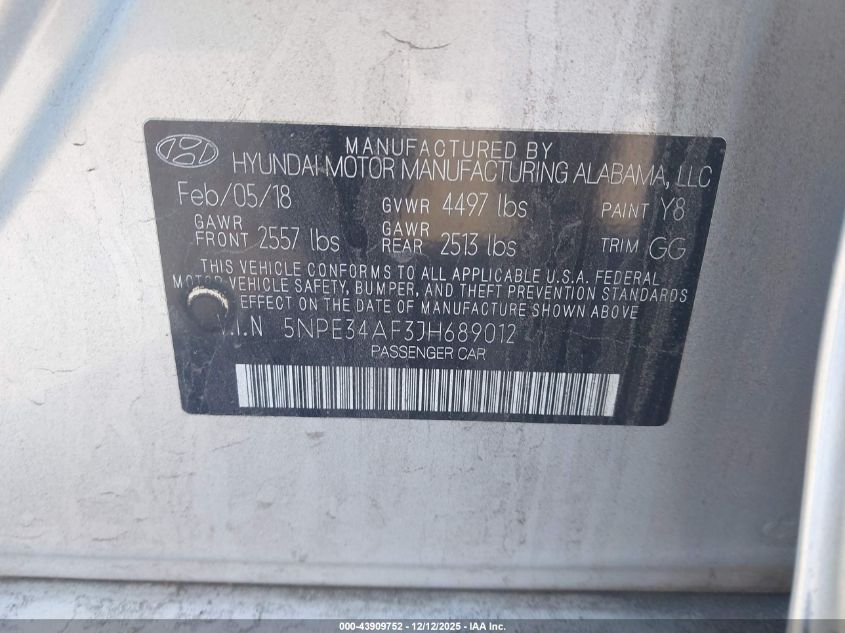 MANUFACTURED BY
HYUNDAI MOTOR MANUFACTURING ALABAMA, LLC
Feb/05/18 GVWR 4497 lbs PAINT Y8
GAWR FRONT 2557 lbs GAWR REAR 2513 lbs TRIM GG
THIS VEHICLE CONFORMS TO ALL APPLICABLE U.S.A. FEDERAL
MOTOR VEHICLE SAFETY, BUMPER, AND THEFT PREVENTION STANDARDS
EFFECT ON THE DATE OF MANUFACTURE SHOWN ABOVE.
.I.N 5NPE34AF3JH689012
PASSENGER CAR
000-43909752 - 12/12/2025 - IAA Inc.